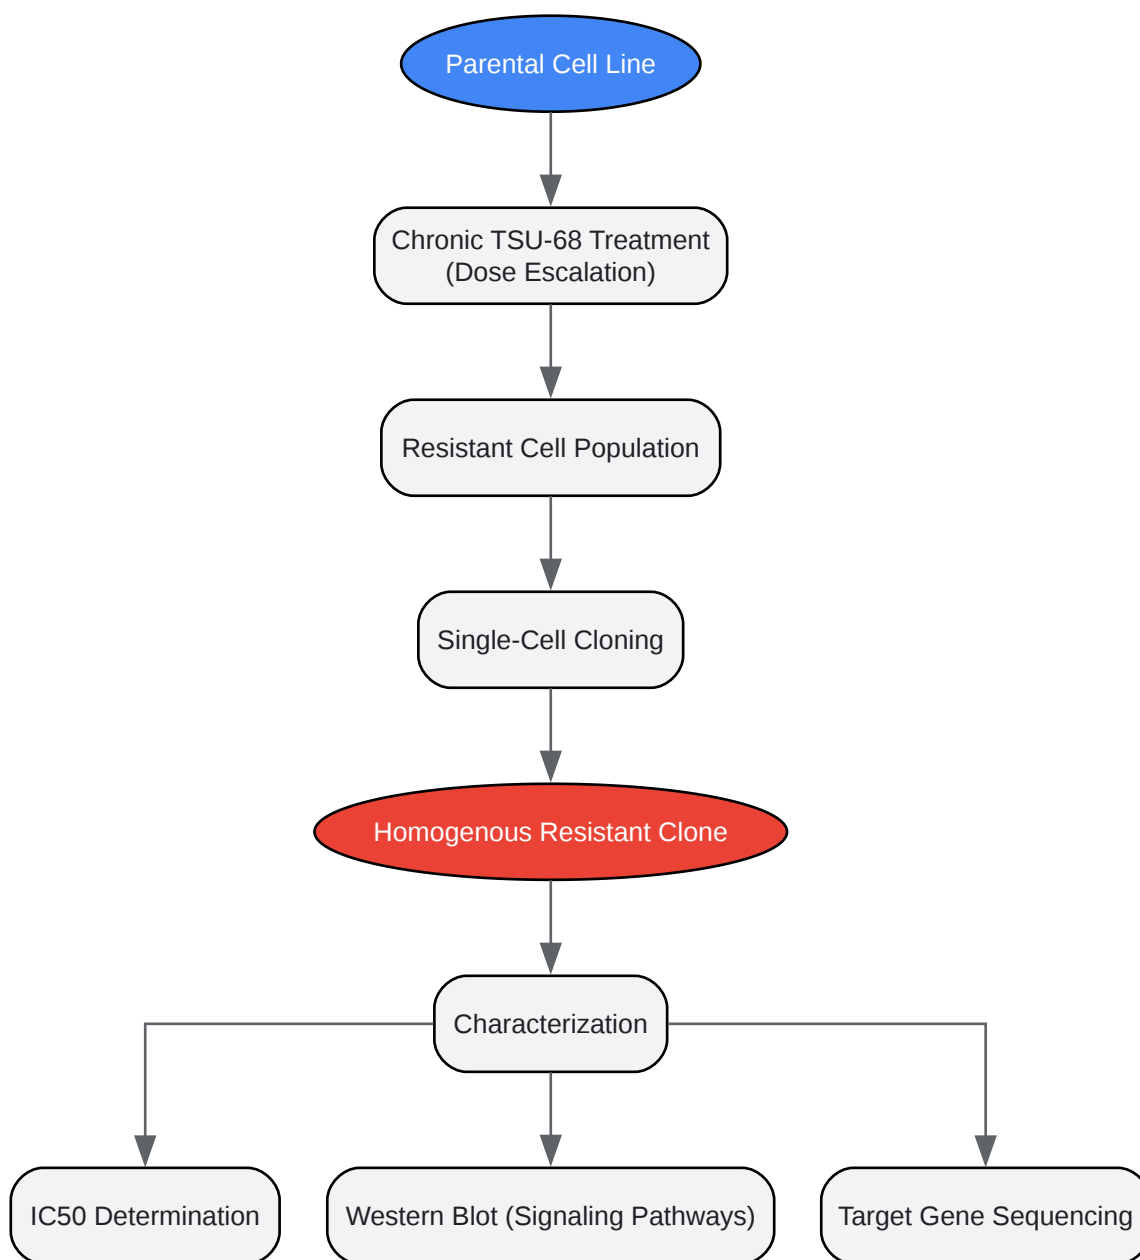 Parental Cell Line
Chronic TSU-68 Treatment
(Dose Escalation)
Resistant Cell Population
Single-Cell Cloning
Homogenous Resistant Clone
Characterization
IC50 Determination
Western Blot (Signaling Pathways)
Target Gene Sequencing